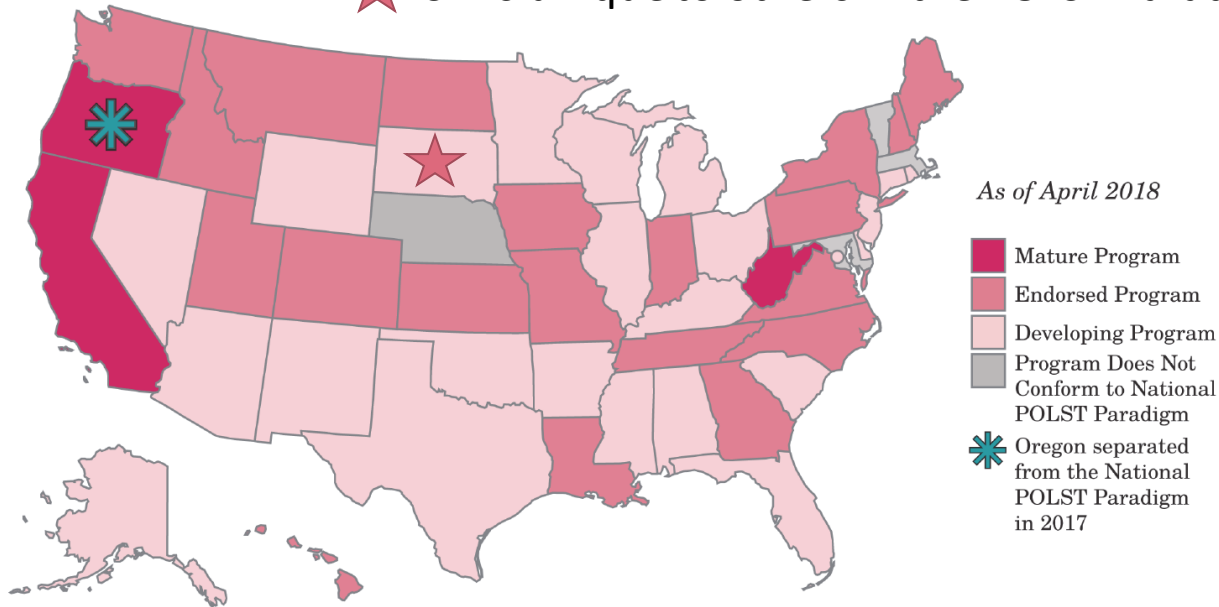 As of April 2018
Mature Program
Endorsed Program
Developing Program
Program Does Not
Conform to National
POLST Paradigm
Oregon separated
from the National
POLST Paradigm
in 2017